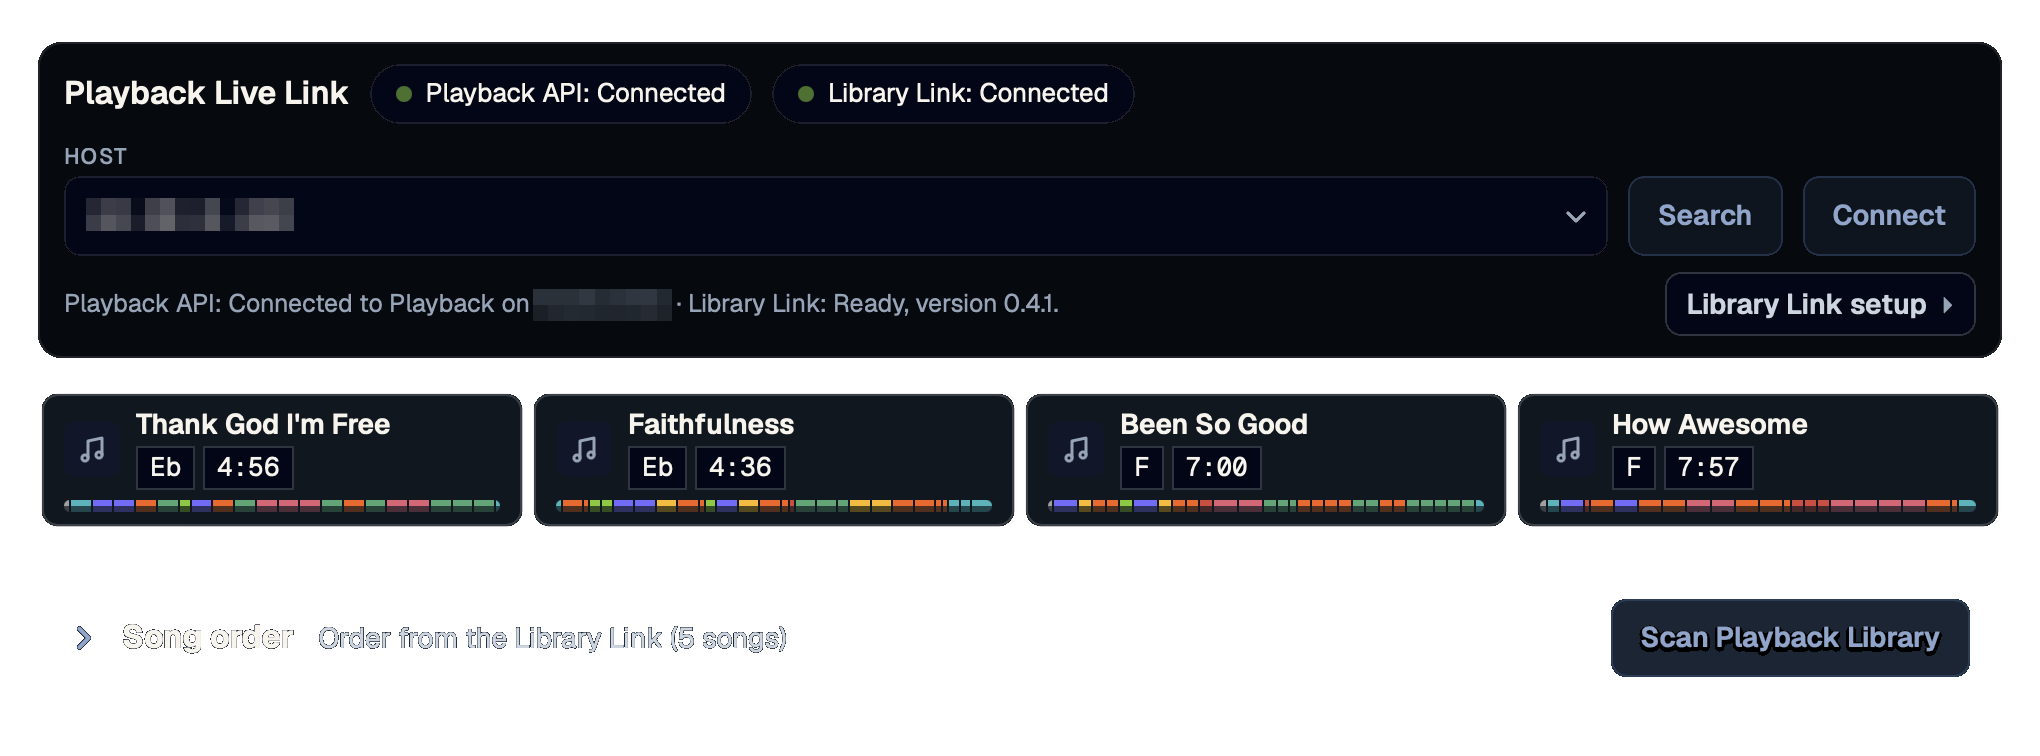 Playback Live Link
Playback API: Connected
Library Link: Connected
HOST
Search
Connect
Playback API: Connected to Playback on
· Library Link: Ready, version 0.4.1.
Library Link setup
Thank God I'm Free
Eb
4:56
Faithfulness
Eb
4:36
Been So Good
F
7:00
How Awesome
F
7:57
Song order
Order from the Library Link (5 songs)
Scan Playback Library